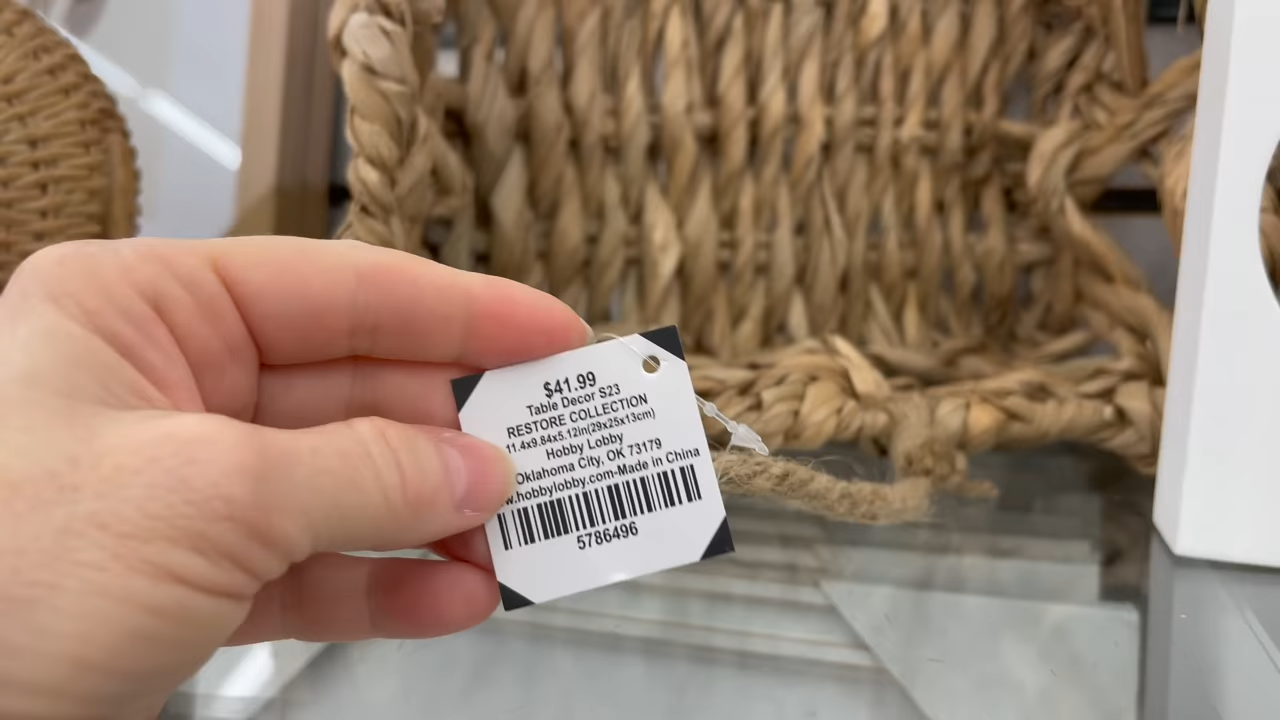 $41.99
Table Decor S23
RESTORE COLLECTION
11.4x9.84x5.12in(29x25x13cm)
Hobby Lobby
Oklahoma City, OK 73179
w.hobbylobby.com-Made in China
5786496